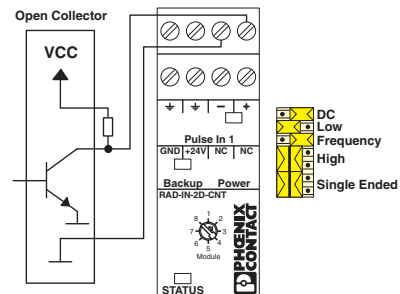 Open Collector
VCC
– +
Pulse In 1
GND +24V NC NC
Backup Power
RAD-IN-2D-CNT
1
2
3
4
5
6
7
8
Module
STATUS
PHŒNIX
CONTACT
DC
Low
Frequency
High
Single Ended